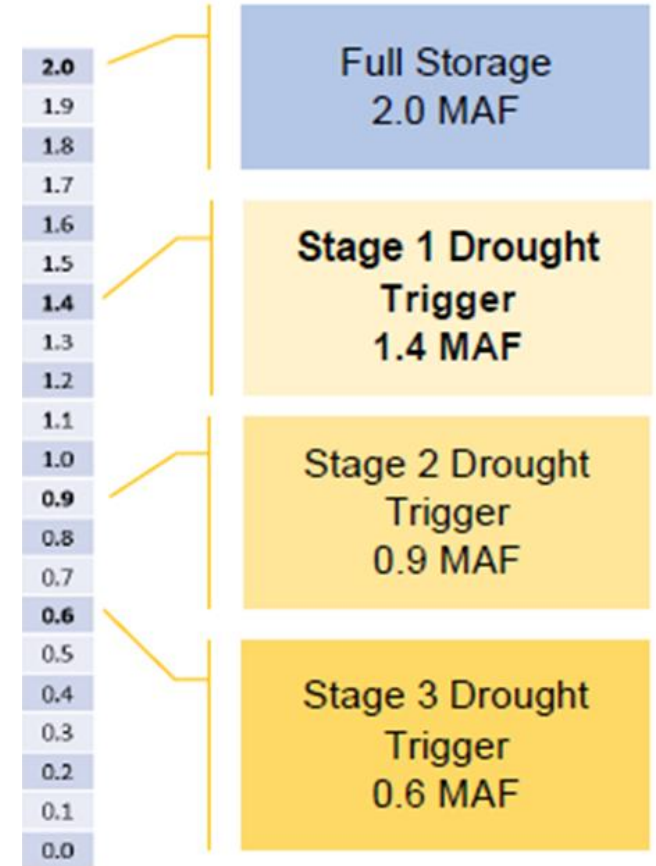 2.0
1.9
1.8
1.7
1.6
1.5
1.4
1.3
1.2
1.1
1.0
0.9
0.8
0.7
0.6
0.5
0.4
0.3
0.2
0.1
0.0
Full Storage
2.0 MAF
Stage 1 Drought
Trigger
1.4 MAF
Stage 2 Drought
Trigger
0.9 MAF
Stage 3 Drought
Trigger
0.6 MAF